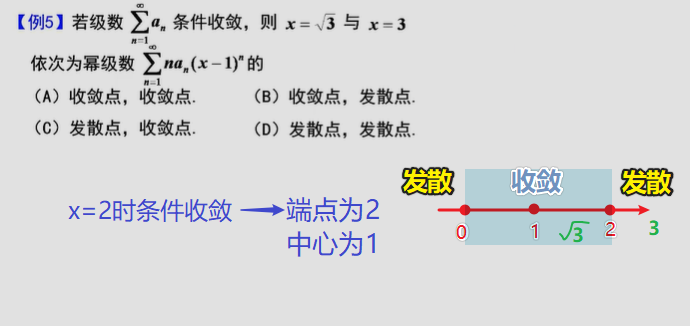 【例5】若级数 $\sum_{n=1}^{\infty} a_n$ 条件收敛，则 $x=\sqrt{3}$ 与 $x=3$
依次为幂级数 $\sum_{n=1}^{\infty} na_n(x-1)^n$ 的
（A）收敛点，收敛点. （B）收敛点，发散点.
（C）发散点，收敛点. （D）发散点，发散点.
发散 收敛 发散
x=2时条件收敛 → 端点为2
中心为1
0 1 √3 2 3